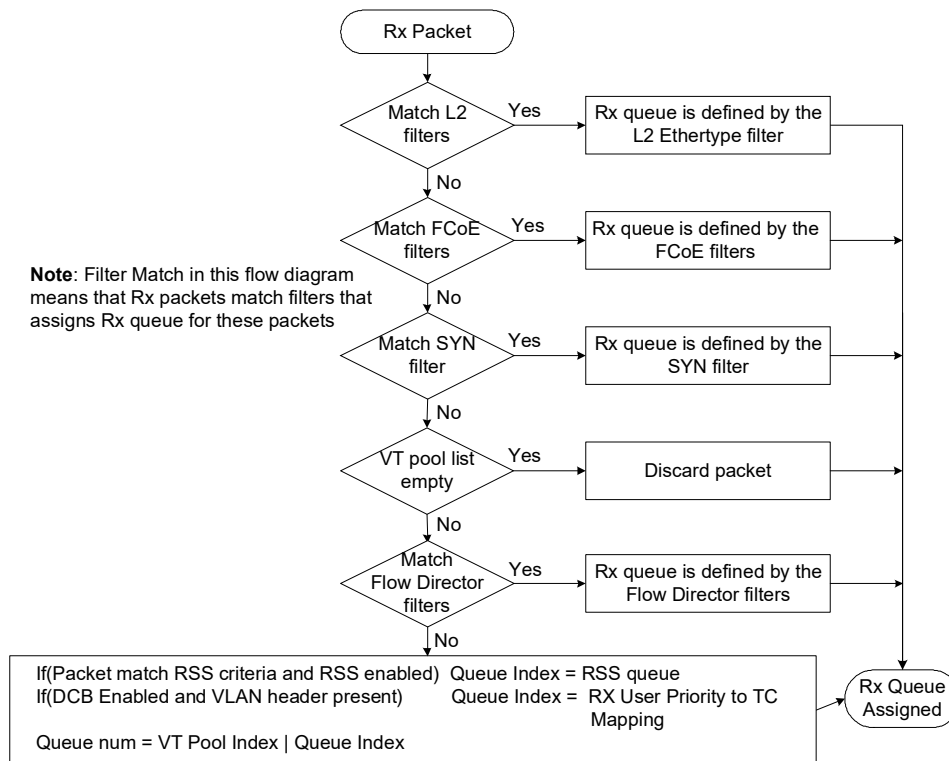 Rx Packet
Match L2
filters
Yes
Rx queue is defined by the
L2 Ethertype filter
No
Match FCoE
filters
Yes
Rx queue is defined by the
FCoE filters
Note: Filter Match in this flow diagram
means that Rx packets match filters that
assigns Rx queue for these packets
No
Match SYN
filter
Yes
Rx queue is defined by the
SYN filter
No
VT pool list
empty
Yes
Discard packet
No
Match
Flow Director
filters
Yes
Rx queue is defined by the
Flow Director filters
No
If(Packet match RSS criteria and RSS enabled) Queue Index = RSS queue
If(DCB Enabled and VLAN header present) Queue Index = RX User Priority to TC
Mapping
Queue num = VT Pool Index | Queue Index
Rx Queue
Assigned